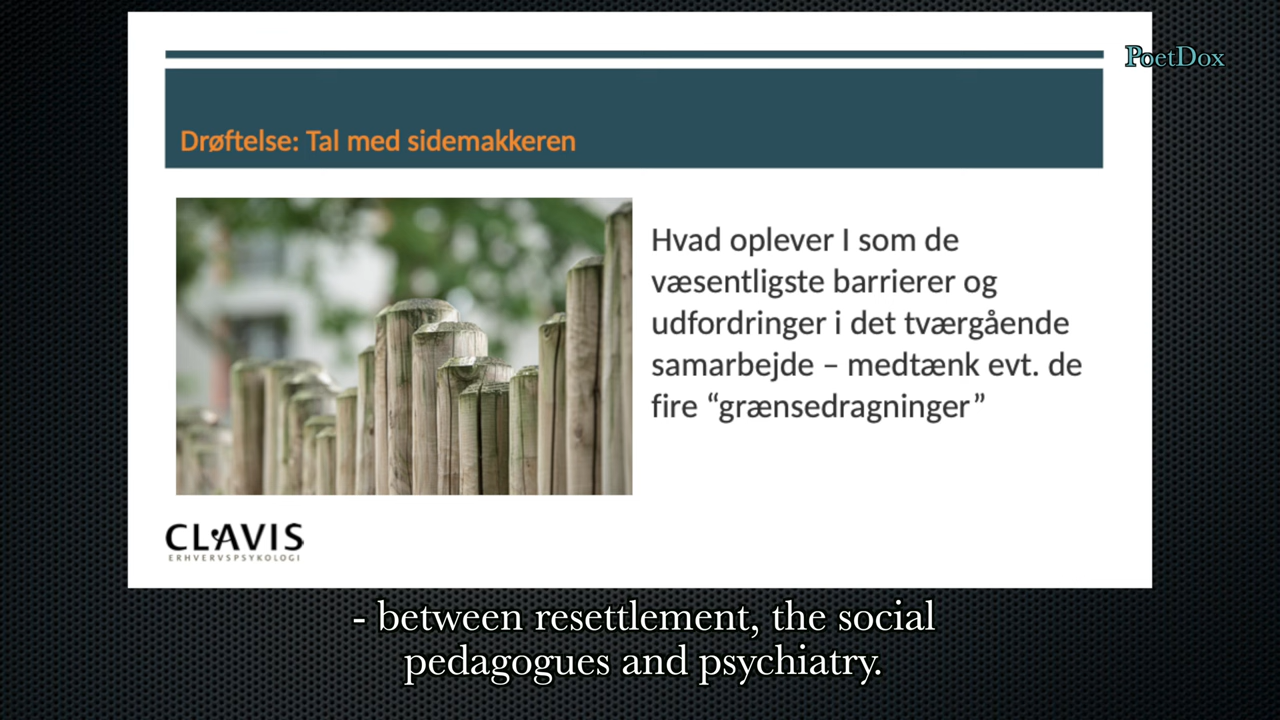 PoetDox
Drøftelse: Tal med sidemakkeren
Hvad oplever I som de
væsentligste barrierer og
udfordringer i det tværgående
samarbejde – medtænk evt. de
fire “grænsedragninger”
CLAVIS
ERHVERVSPSYKOLOGI
- between resettlement, the social
pedagogues and psychiatry.